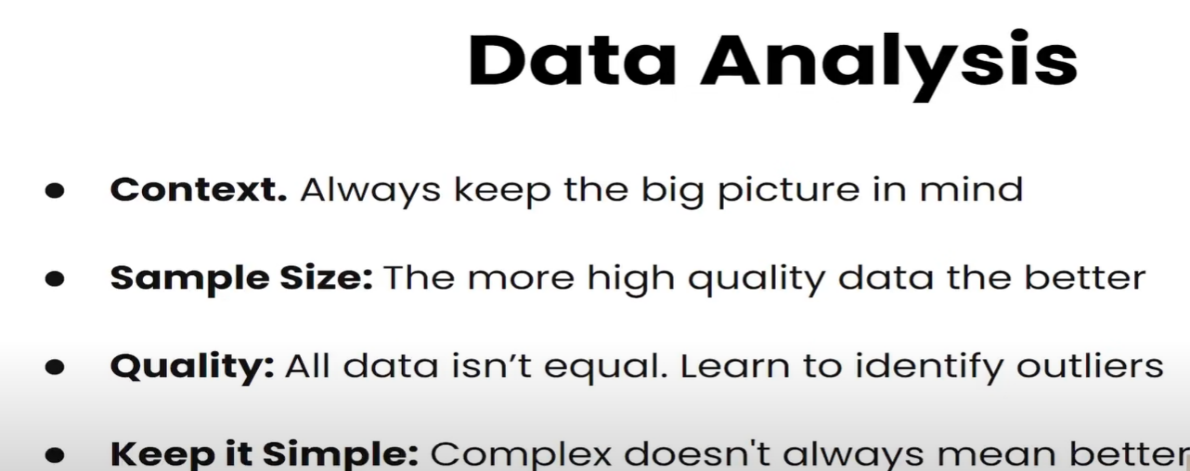 Data Analysis
● Context. Always keep the big picture in mind
● Sample Size: The more high quality data the better
● Quality: All data isn’t equal. Learn to identify outliers
● Keep it Simple: Complex doesn't always mean better